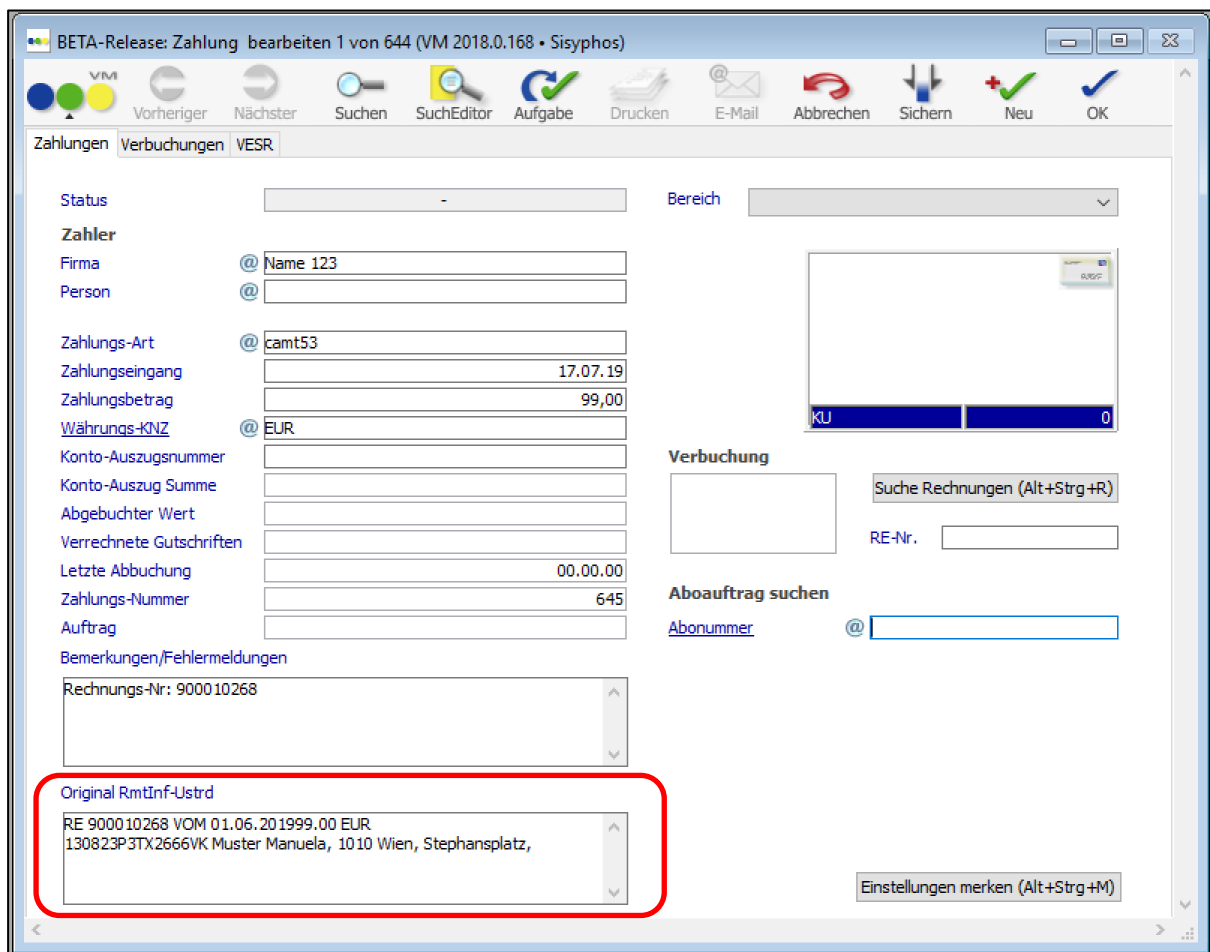 BETA-Release: Zahlung bearbeiten 1 von 644 (VM 2018.0.168 • Sisyphos)
VM
Vorheriger Nächster Suchen SuchEditor Aufgabe Drucken E-Mail Abbrechen Sichern Neu OK
Zahlungen Verbuchungen VESR
Status - Bereich
Zahler
Firma @ Name 123
Person @
Zahlungs-Art @ camt53
Zahlungseingang 17.07.19
Zahlungsbetrag 99,00
KU 0
Währungs-KNZ @ EUR
Konto-Auszugsnummer Verbuchung
Konto-Auszug Summe Suche Rechnungen (Alt+Strg+R)
Abgebuchter Wert
Verrechnete Gutschriften RE-Nr.
Letzte Abbuchung 00.00.00
Zahlungs-Nummer 645 Aboauftrag suchen
Auftrag Abonummer @
Bemerkungen/Fehlermeldungen
Rechnungs-Nr: 900010268
Original RmtInf-Ustrd
RE 900010268 VOM 01.06.201999.00 EUR
130823P3TX2666VK Muster Manuela, 1010 Wien, Stephansplatz,
Einstellungen merken (Alt+Strg+M)